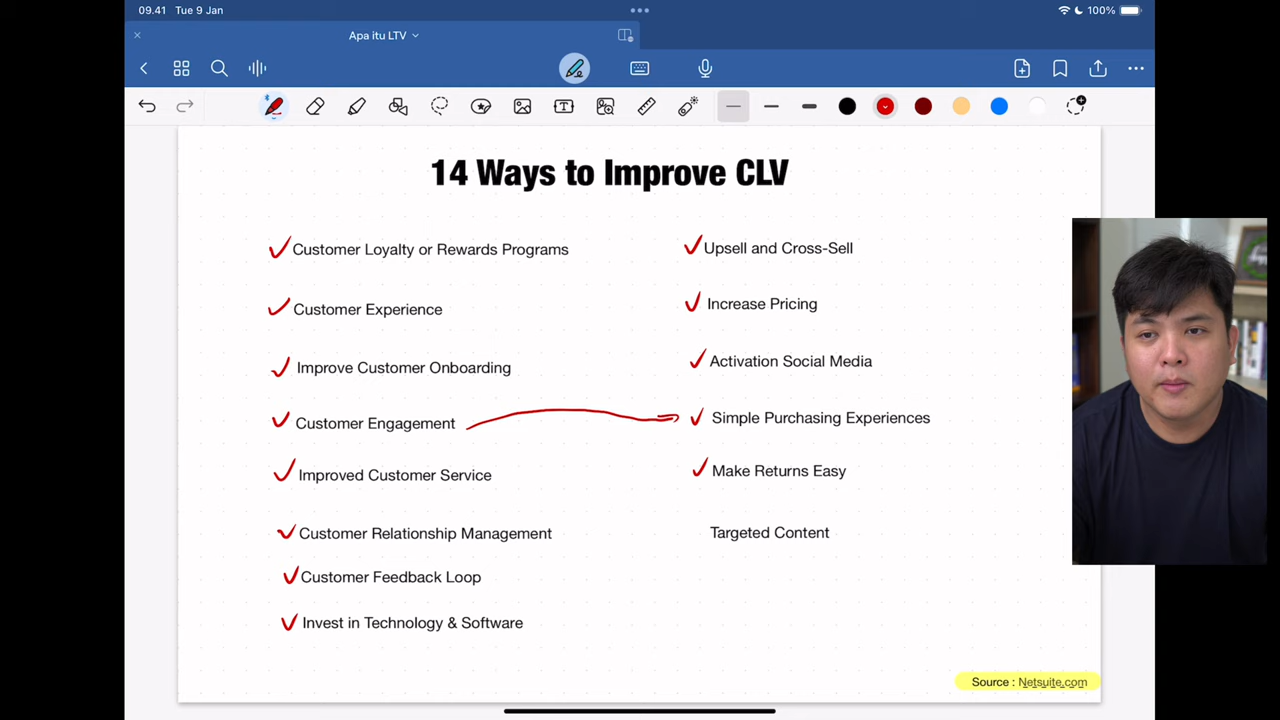 09.41 Tue 9 Jan
100%
Apa itu LTV
14 Ways to Improve CLV
Customer Loyalty or Rewards Programs
Customer Experience
Improve Customer Onboarding
Customer Engagement
Improved Customer Service
Customer Relationship Management
Customer Feedback Loop
Invest in Technology & Software
Upsell and Cross-Sell
Increase Pricing
Activation Social Media
Simple Purchasing Experiences
Make Returns Easy
Targeted Content
Source : Netsuite.com